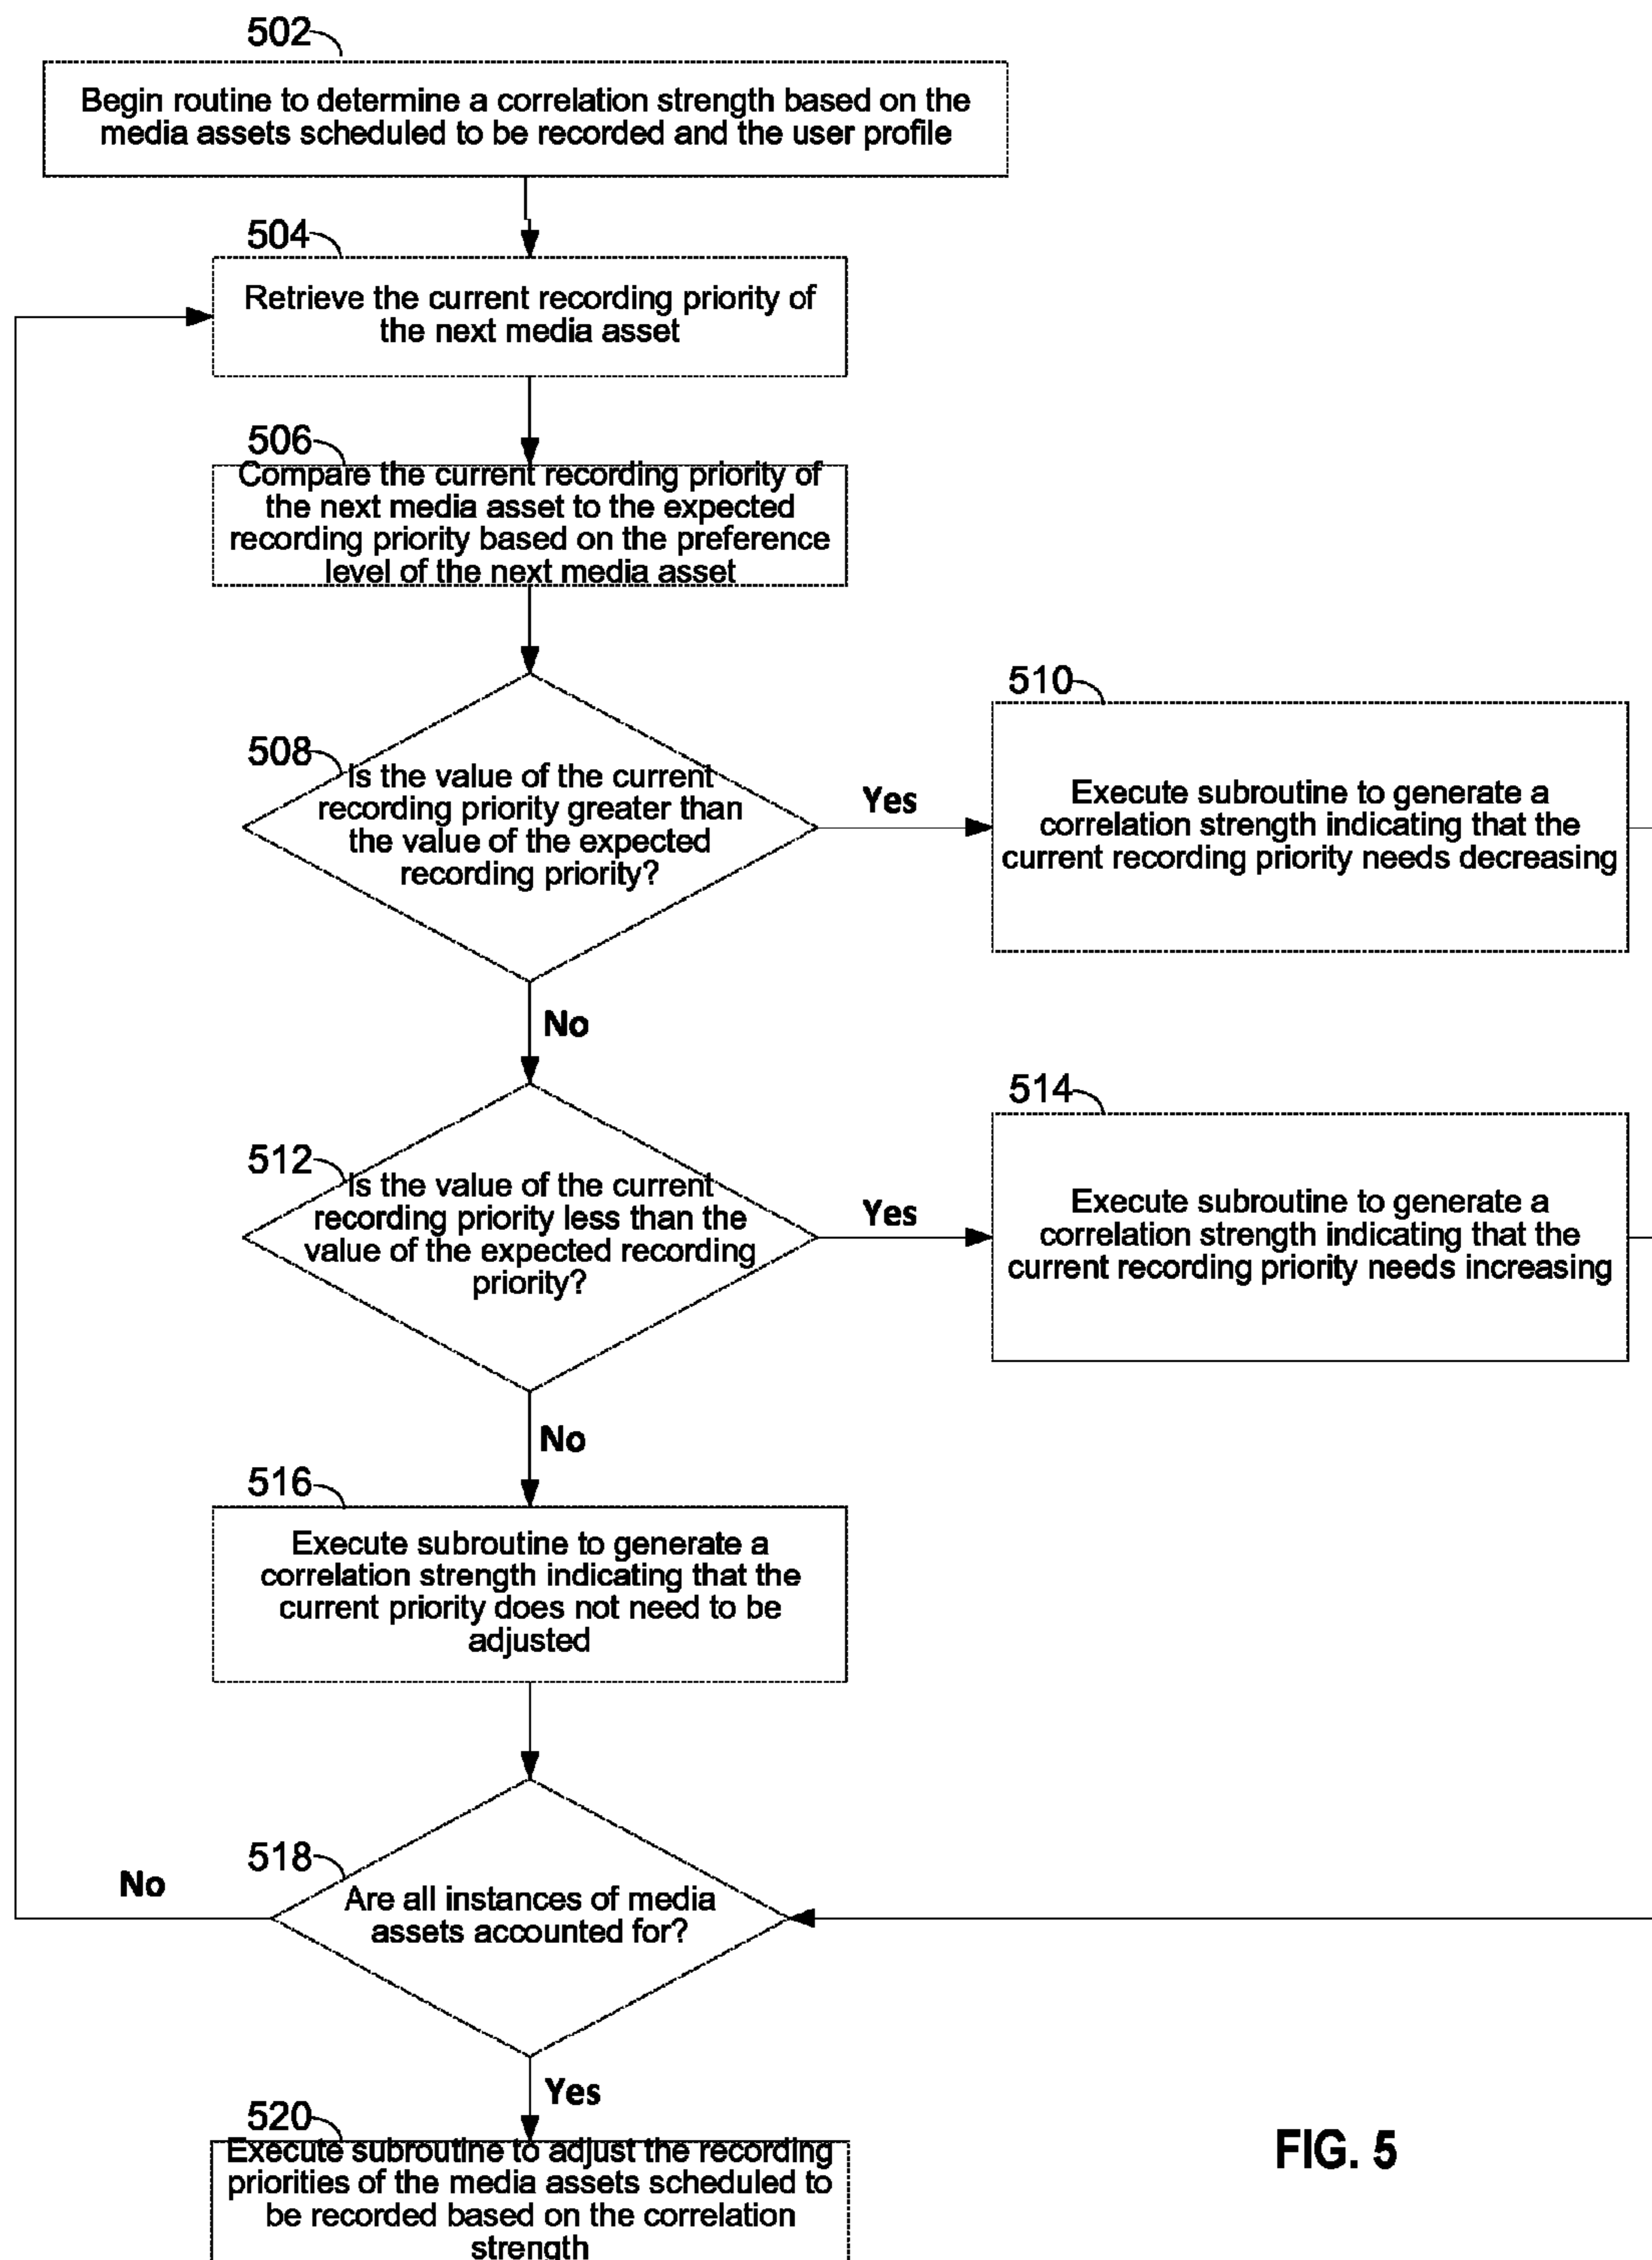 502
Begin routine to determine a correlation strength based on the
media assets scheduled to be recorded and the user profile
504
Retrieve the current recording priority of
the next media asset
506
Compare the current recording priority of
the next media asset to the expected
recording priority based on the preference
level of the next media asset
508
Is the value of the current
recording priority greater than
the value of the expected
recording priority?
Yes
510
Execute subroutine to generate a
correlation strength indicating that the
current recording priority needs decreasing
No
512
Is the value of the current
recording priority less than the
value of the expected recording
priority?
Yes
514
Execute subroutine to generate a
correlation strength indicating that the
current recording priority needs increasing
No
516
Execute subroutine to generate a
correlation strength indicating that the
current priority does not need to be
adjusted
518
Are all instances of media
assets accounted for?
No
Yes
520
Execute subroutine to adjust the recording
priorities of the media assets scheduled to
be recorded based on the correlation
strength
FIG. 5